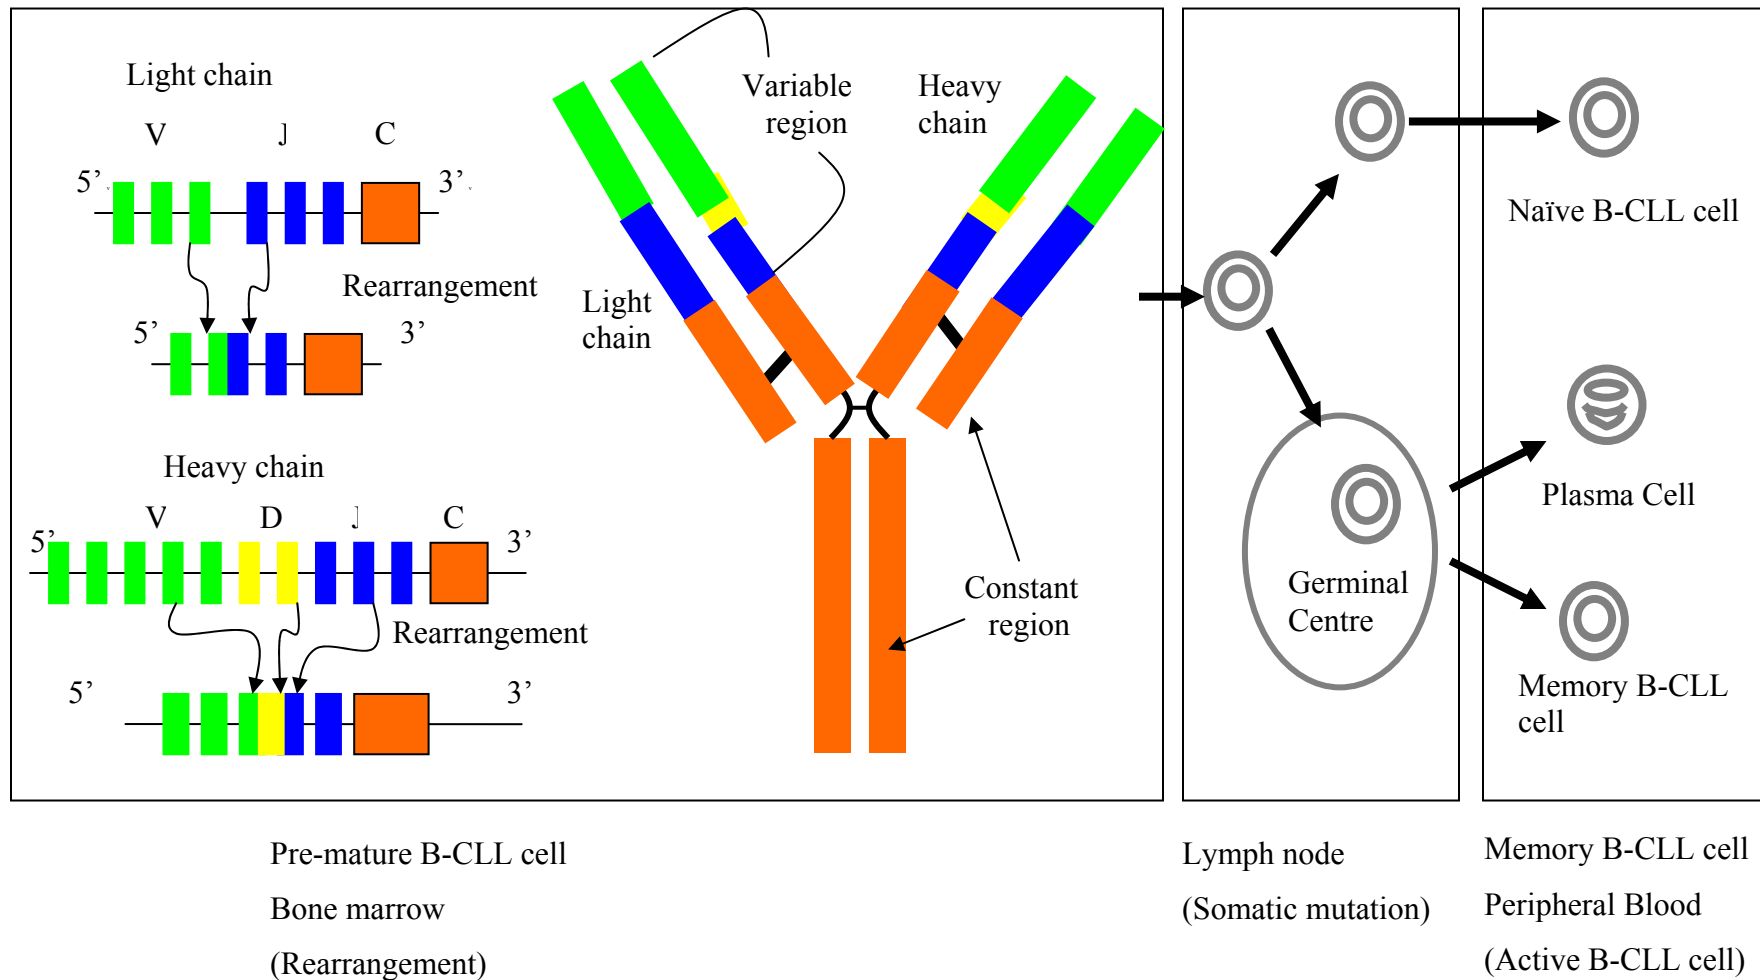 Light chain
V J C
5’ 3’
Rearrangement
5’ 3’
Heavy chain
V D J C
5’ 3’
Rearrangement
5’ 3’
Variable
region
Heavy
chain
Light
chain
Constant
region
Germinal
Centre
Naïve B-CLL cell
Plasma Cell
Memory B-CLL
cell
Pre-mature B-CLL cell
Bone marrow
(Rearrangement)
Lymph node
(Somatic mutation)
Memory B-CLL cell
Peripheral Blood
(Active B-CLL cell)